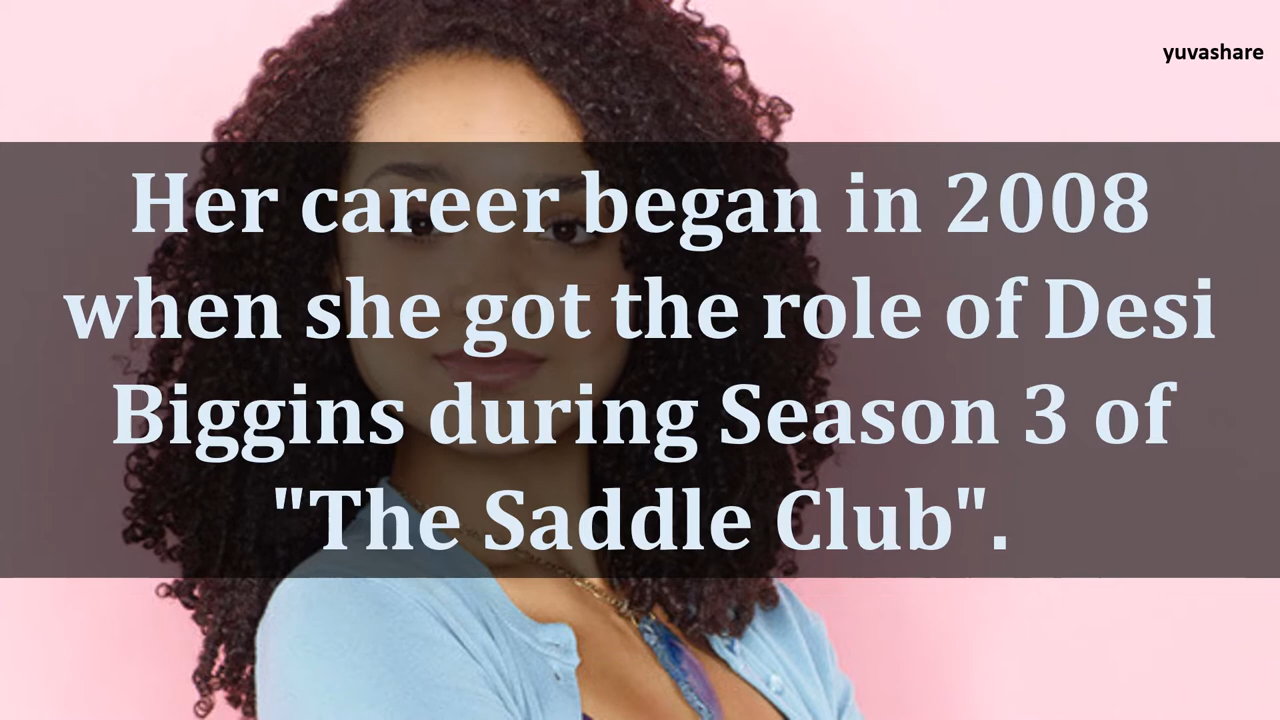 yuvashare
Her career began in 2008
when she got the role of Desi
Biggins during Season 3 of
"The Saddle Club".